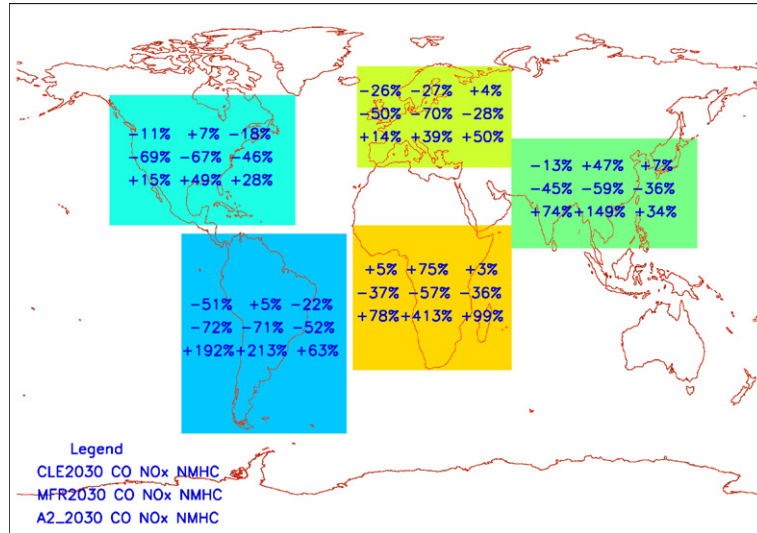 −26% −27% +4%
−50% −70% −28%
+14% +39% +50%
−11% +7% −18%
−69% −67% −46%
+15% +49% +28%
−13% +47% +7%
−45% −59% −36%
+74% +149% +34%
+5% +75% +3%
−37% −57% −36%
+78% +413% +99%
−51% +5% −22%
−72% −71% −52%
+192% +213% +63%
Legend
CLE2030 CO NOx NMHC
MFR2030 CO NOx NMHC
A2_2030 CO NOx NMHC